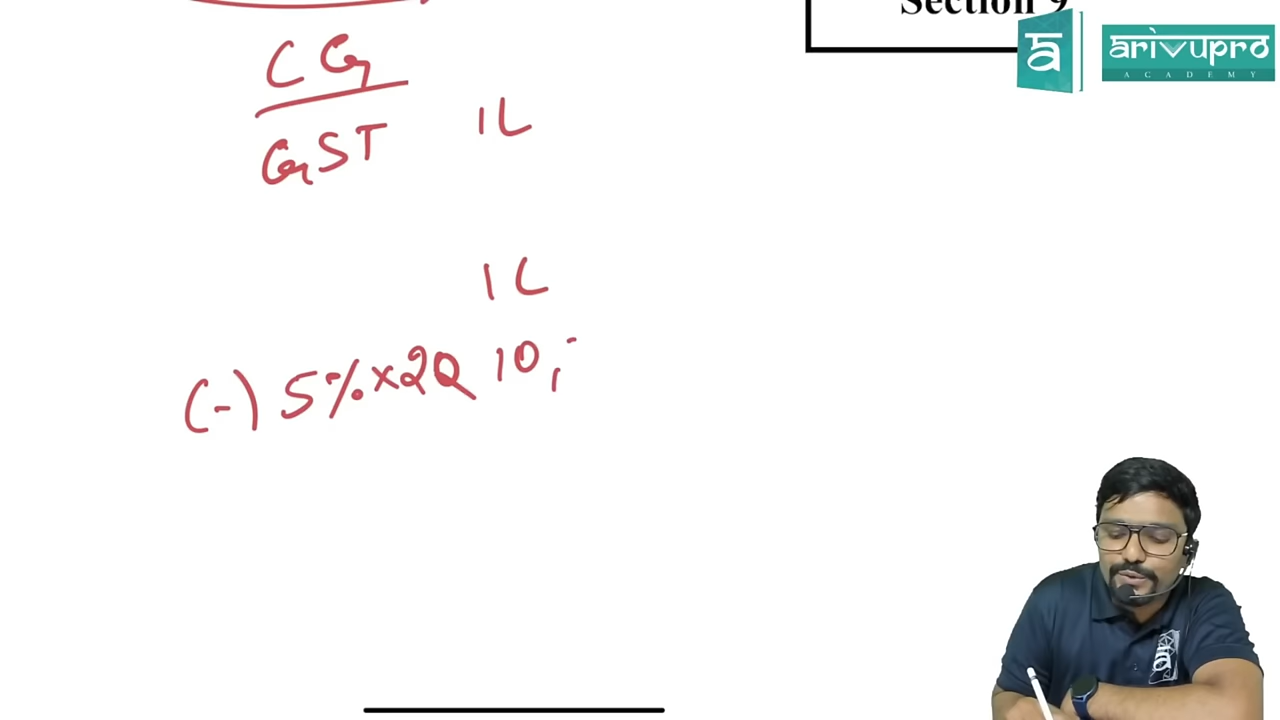 Section 9
ā arivupro
ACADEMY
CG
GST 1L
1L
(-) 5%×2Q 10,